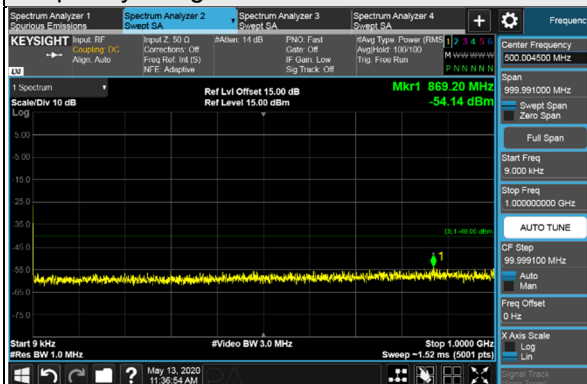 Spectrum Analyzer 1
Spurious Emissions
Spectrum Analyzer 2
Swept SA
Spectrum Analyzer 3
Swept SA
Spectrum Analyzer 4
Swept SA
+
Frequenc
KEYSIGHT
Input: RF
Coupling: DC
Align: Auto
Input Z: 50 Ω
Corrections: Off
Freq Ref: Int (S)
NFE: Adaptive
#Atten: 14 dB
PNO: Fast
Gate: Off
IF Gain: Low
Sig Track: Off
#Avg Type: Power (RMS)
Avg|Hold: 100/100
Trig: Free Run
1 2 3 4 5 6
M W W W W W
P N N N N N
LXI
1 Spectrum
Scale/Div 10 dB
Log
Ref Lvl Offset 15.00 dB
Ref Level 15.00 dBm
Mkr1 869.20 MHz
-54.14 dBm
5.00
-5.00
-15.0
-25.0
-35.0
-45.0
-55.0
-65.0
-75.0
DL1 -40.00 dBm
1
Start 9 kHz
#Res BW 1.0 MHz
#Video BW 3.0 MHz
Stop 1.0000 GHz
Sweep ~1.52 ms (5001 pts)
May 13, 2020
11:36:54 AM
Center Frequency
500.004500 MHz
Span
999.991000 MHz
Swept Span
Zero Span
Full Span
Start Freq
9.000 kHz
Stop Freq
1.000000000 GHz
AUTO TUNE
CF Step
99.999100 MHz
Auto
Man
Freq Offset
0 Hz
X Axis Scale
Log
Lin
Signal Track